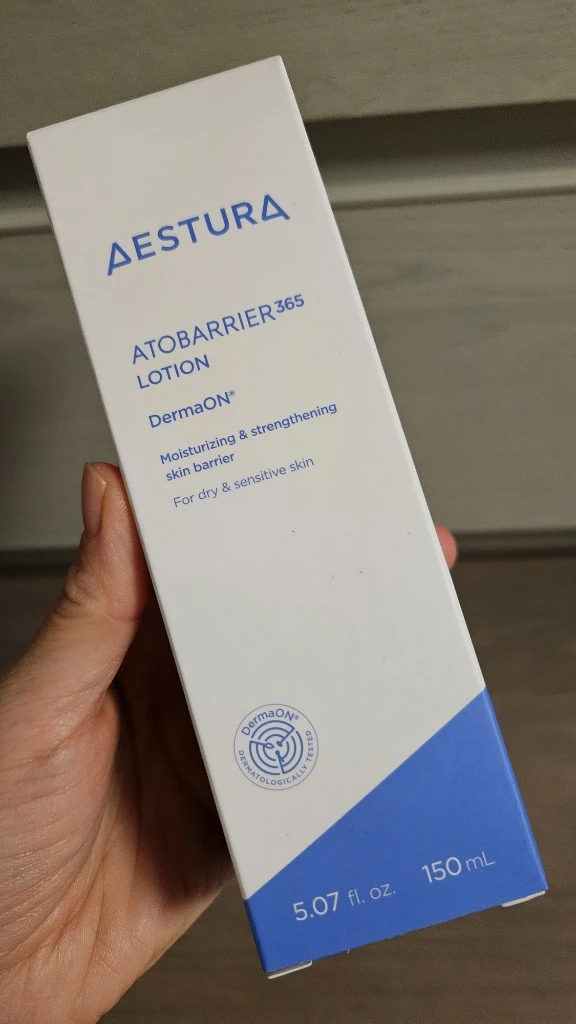 AESTURA
ATOBARRIER365
LOTION
DermaON®
Moisturizing & strengthening
skin barrier
For dry & sensitive skin
DermaON®
DERMATOLOGICALLY TESTED
5.07 fl. oz. 150 mL